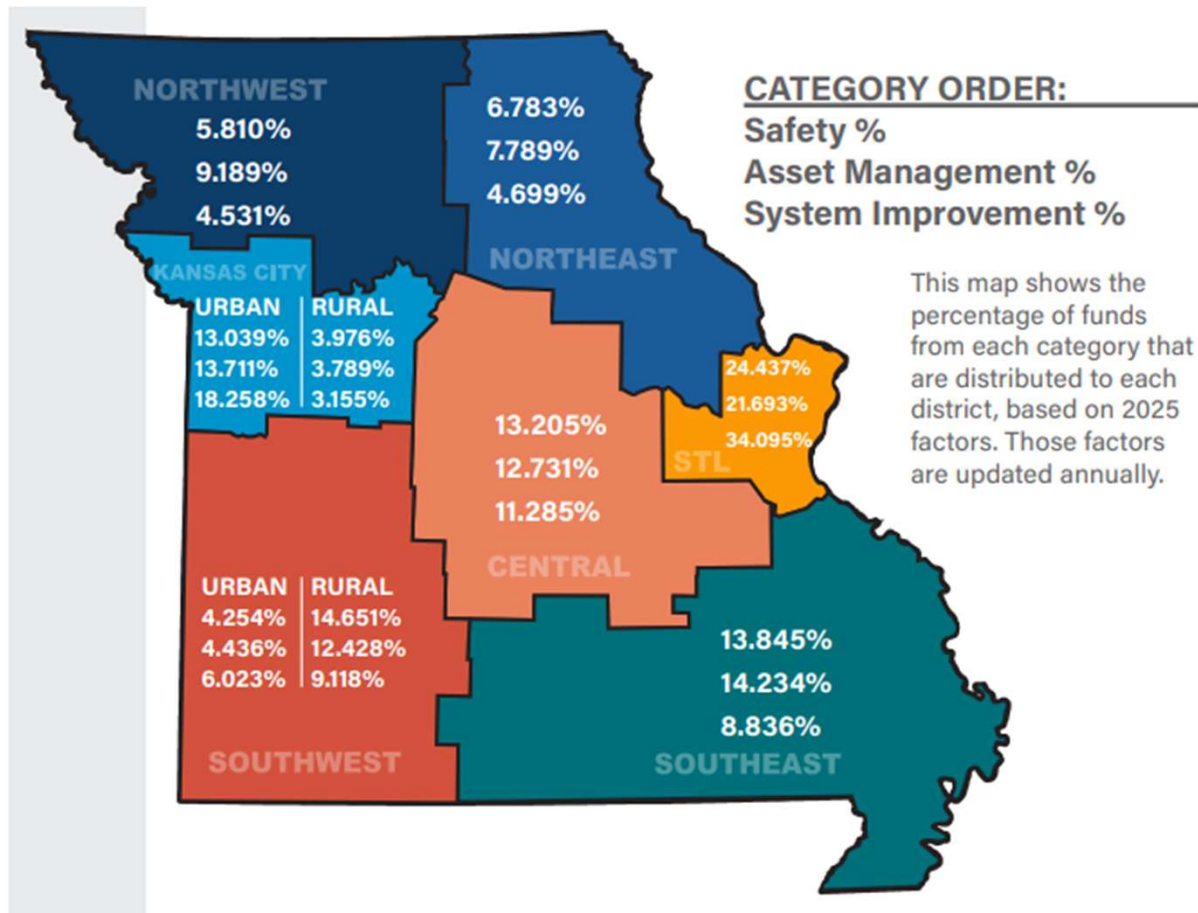 NORTHWEST
5.810%
9.189%
4.531%
6.783%
7.789%
4.699%
NORTHEAST
CATEGORY ORDER:
Safety %
Asset Management %
System Improvement %
This map shows the
percentage of funds
from each category that
are distributed to each
district, based on 2025
factors. Those factors
are updated annually.
KANSAS CITY
URBAN | RURAL
13.039% | 3.976%
13.711% | 3.789%
18.258% | 3.155%
24.437%
21.693%
34.095%
STL
13.205%
12.731%
11.285%
CENTRAL
URBAN | RURAL
4.254% | 14.651%
4.436% | 12.428%
6.023% | 9.118%
SOUTHWEST
13.845%
14.234%
8.836%
SOUTHEAST